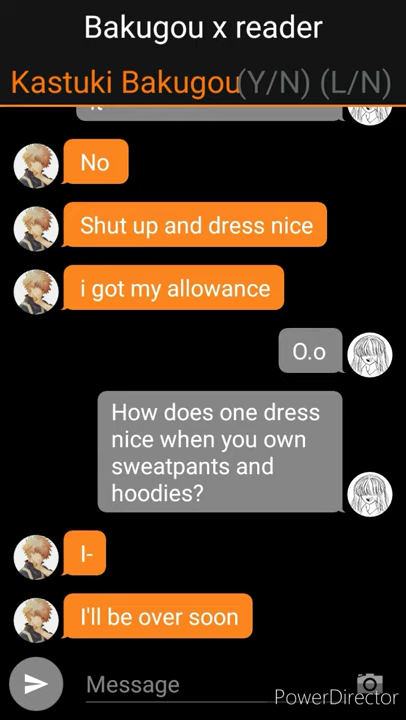 Bakugou x reader
Kastuki Bakugou(Y/N) (L/N)
No
Shut up and dress nice
i got my allowance
O.o
How does one dress
nice when you own
sweatpants and
hoodies?
I-
I'll be over soon
Message
PowerDirector